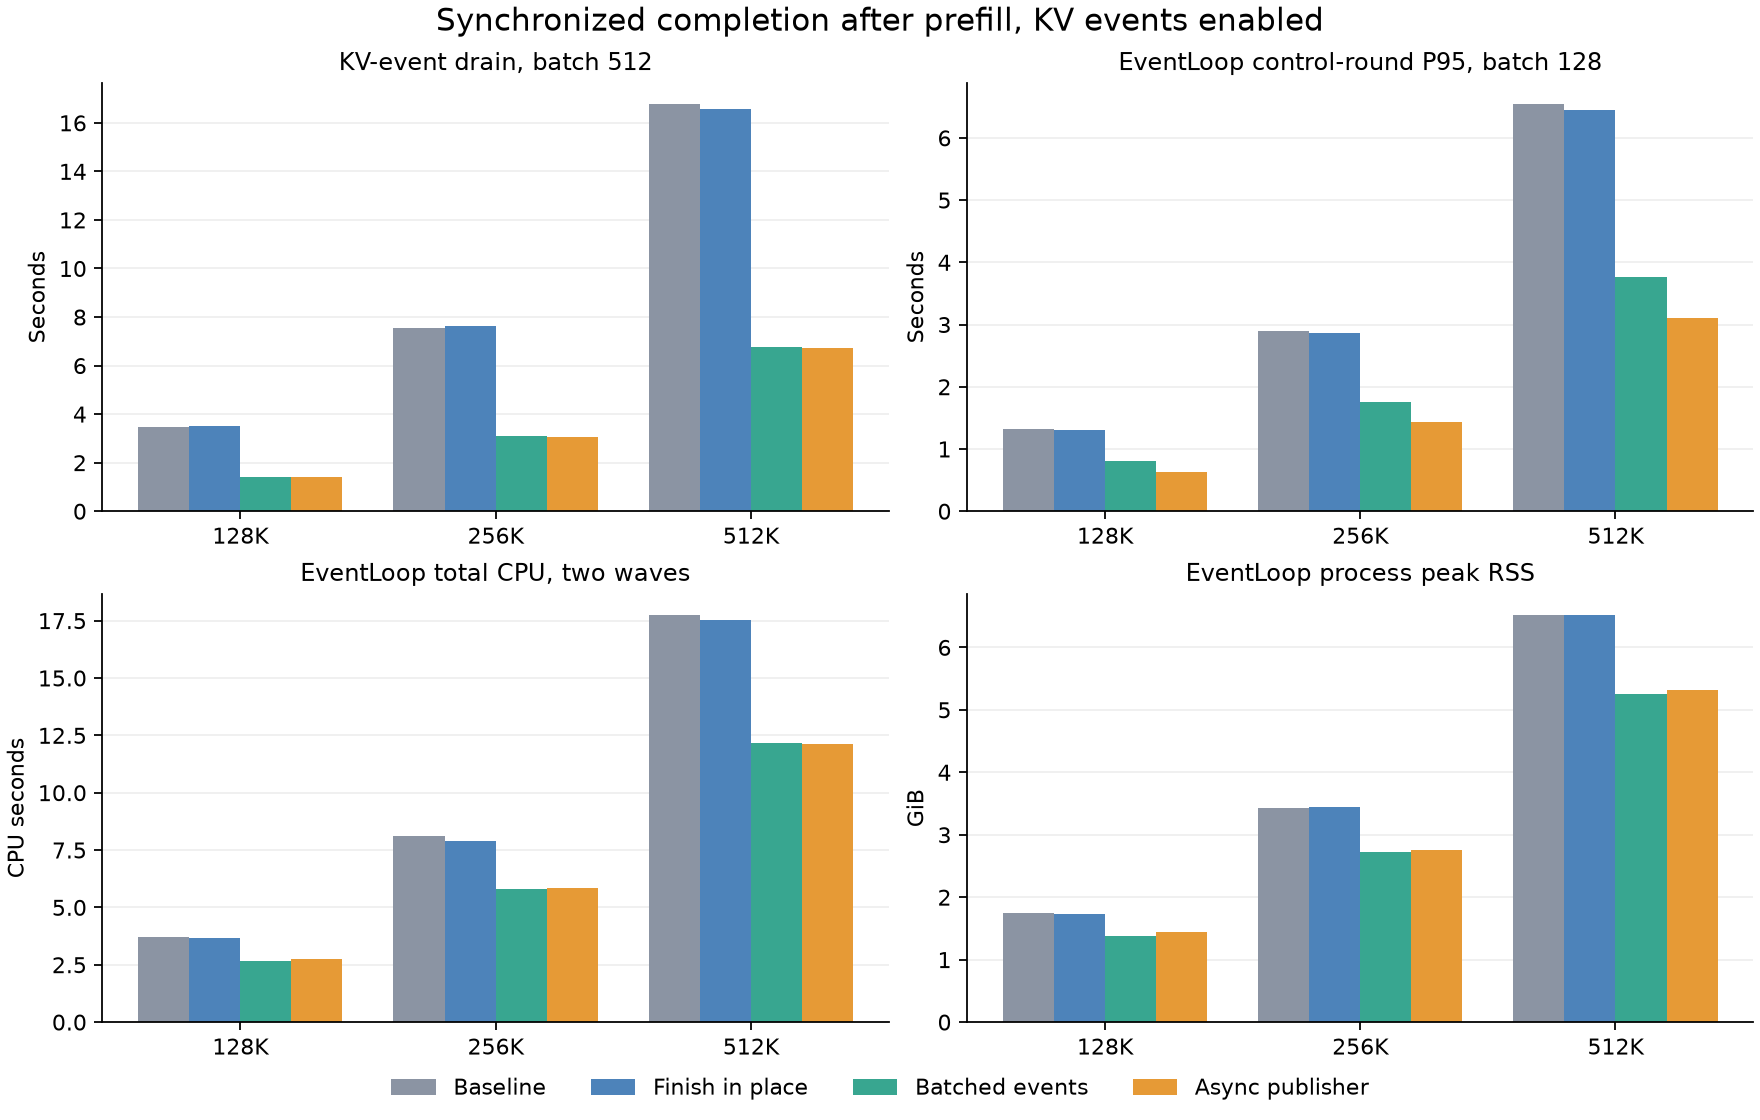 Synchronized completion after prefill, KV events enabled
KV-event drain, batch 512
Seconds
16
14
12
10
8
6
4
2
0
128K 256K 512K
EventLoop control-round P95, batch 128
Seconds
6
5
4
3
2
1
0
128K 256K 512K
EventLoop total CPU, two waves
CPU seconds
17.5
15.0
12.5
10.0
7.5
5.0
2.5
0.0
128K 256K 512K
EventLoop process peak RSS
GiB
6
5
4
3
2
1
0
128K 256K 512K
Baseline Finish in place Batched events Async publisher